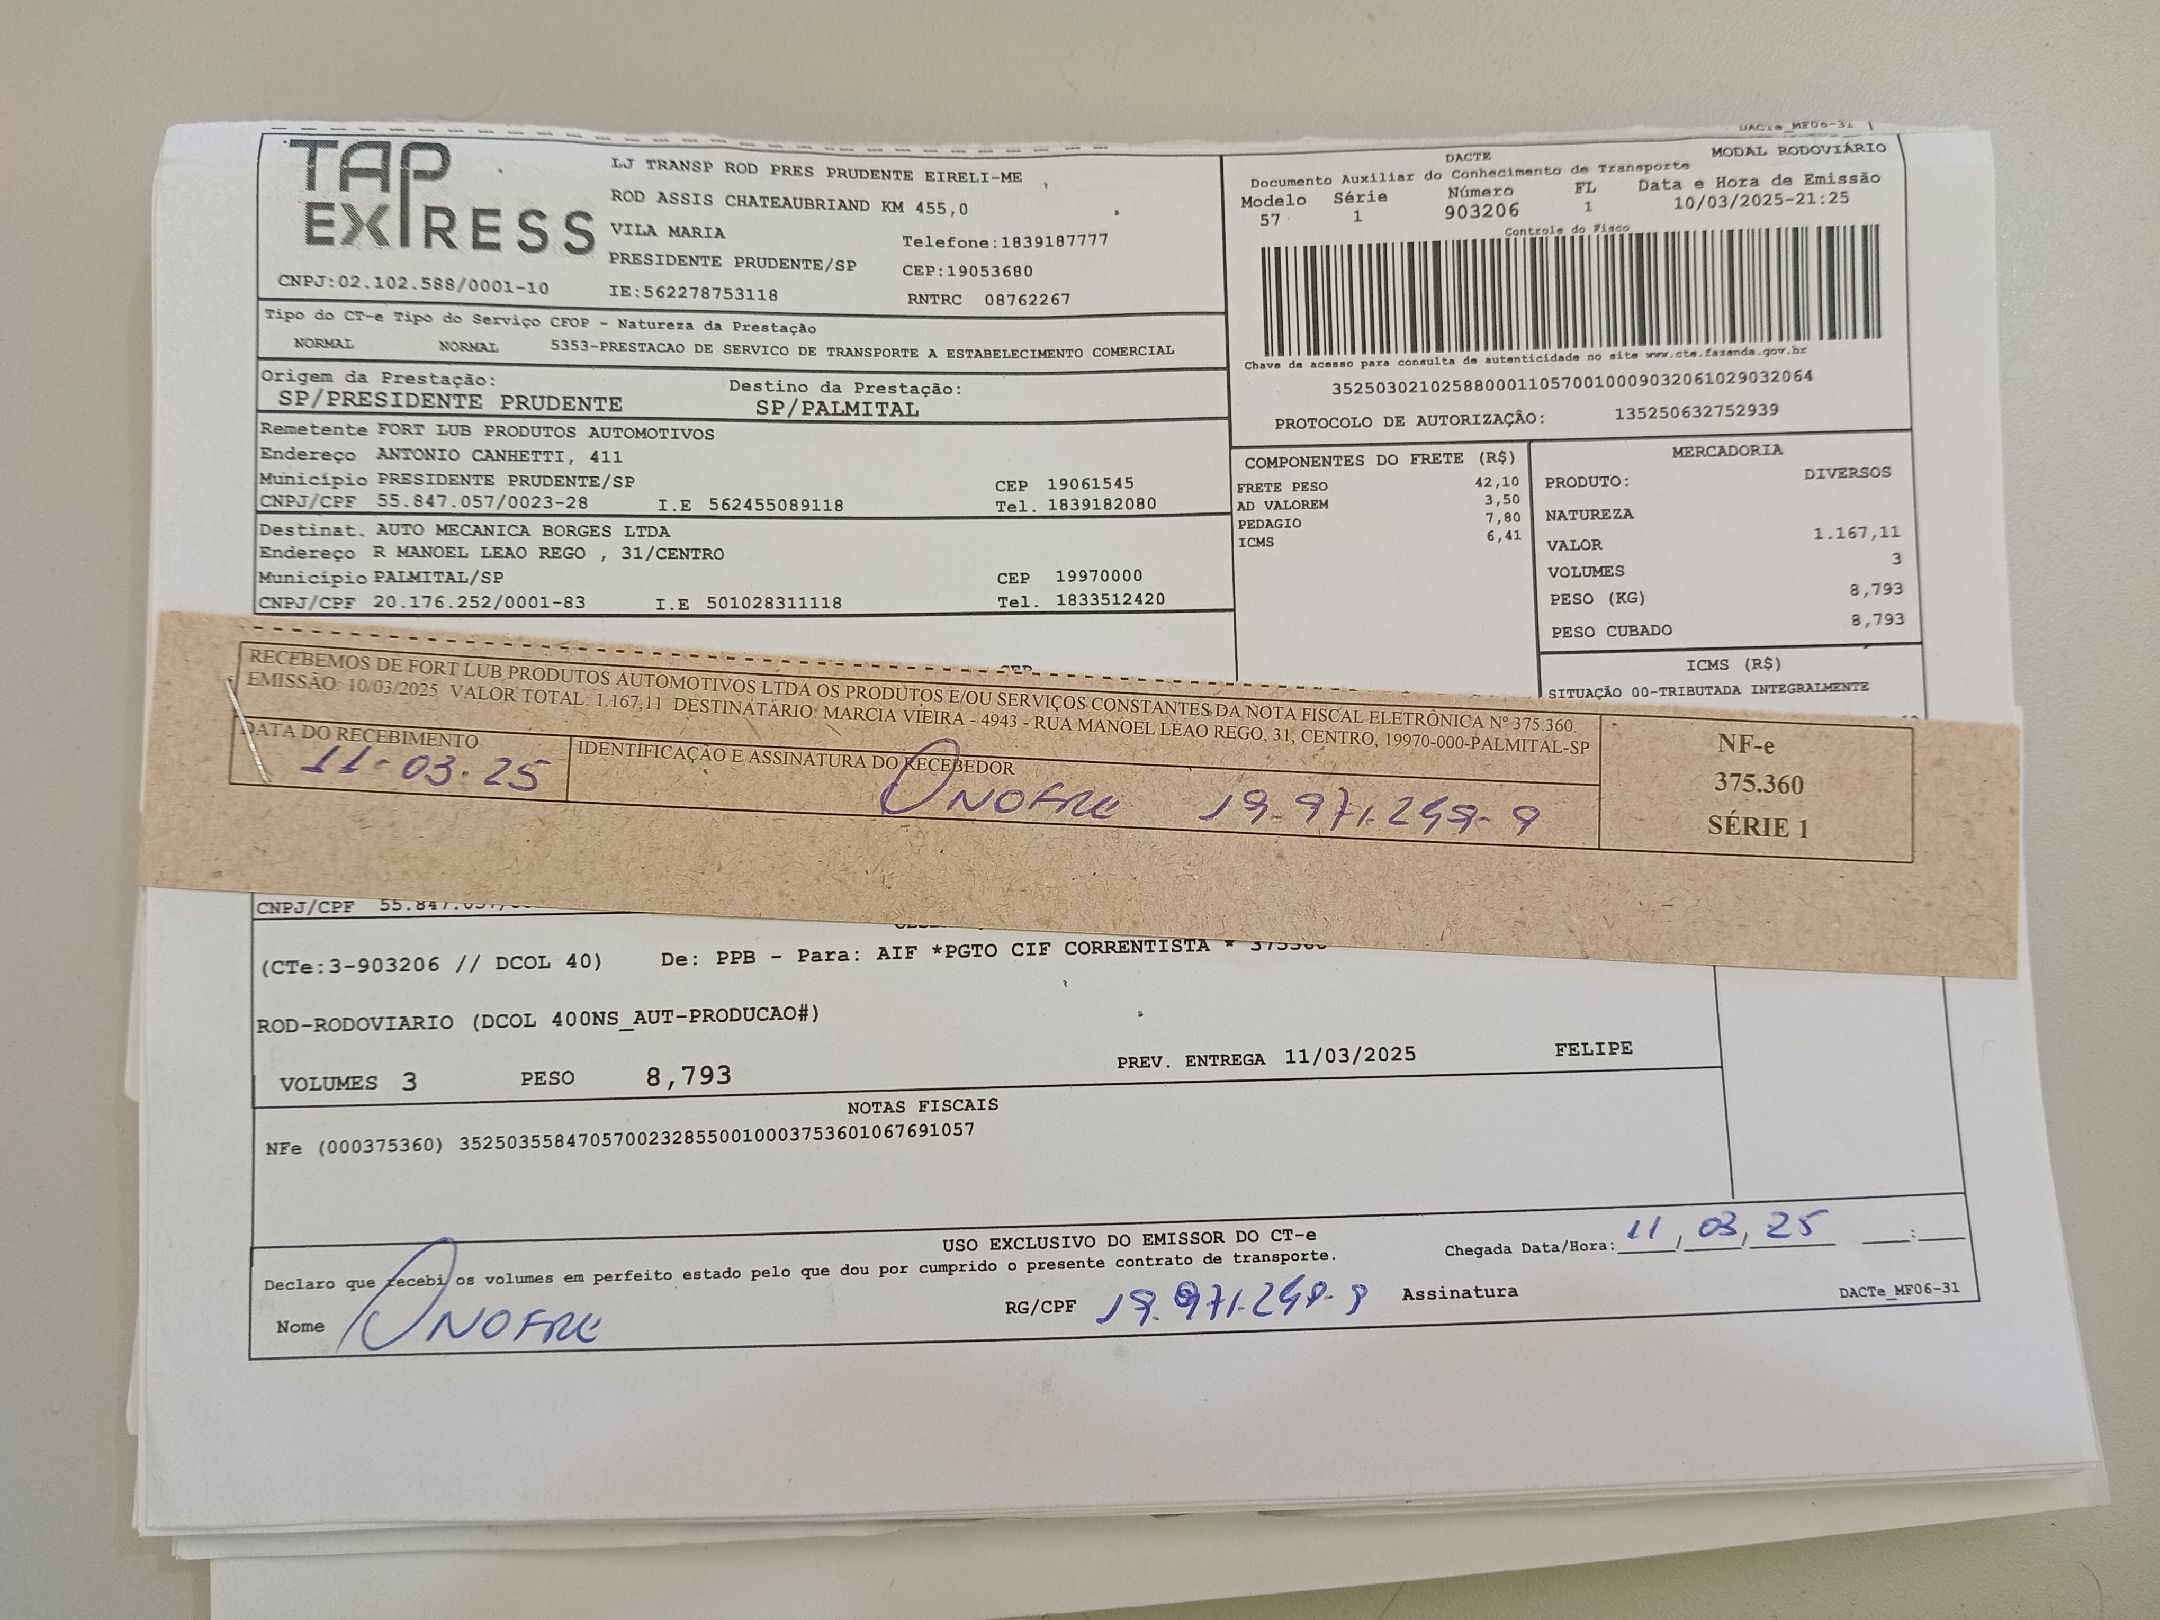 DACTe_MF06-31
TAP EXPRESS
LJ TRANSP ROD PRES PRUDENTE EIRELI-ME
ROD ASSIS CHATEAUBRIAND KM 455,0
VILA MARIA
Telefone:1839187777
PRESIDENTE PRUDENTE/SP
CEP:19053680
CNPJ:02.102.588/0001-10
IE:562278753118
RNTRC 08762267
DACTE
MODAL RODOVIÁRIO
Documento Auxiliar do Conhecimento de Transporte
Modelo Série Número FL Data e Hora de Emissão
57 1 903206 1 10/03/2025-21:25
Controle do Fisco
Chave de acesso para consulta de autenticidade no site www.cte.fazenda.gov.br
35250302102588000110570010009032061029032064
PROTOCOLO DE AUTORIZAÇÃO: 135250632752939
Tipo do CT-e Tipo do Serviço CFOP - Natureza da Prestação
NORMAL NORMAL 5353-PRESTACAO DE SERVICO DE TRANSPORTE A ESTABELECIMENTO COMERCIAL
Origem da Prestação: Destino da Prestação:
SP/PRESIDENTE PRUDENTE SP/PALMITAL
Remetente FORT LUB PRODUTOS AUTOMOTIVOS
Endereço ANTONIO CANHETTI, 411
Município PRESIDENTE PRUDENTE/SP CEP 19061545
CNPJ/CPF 55.847.057/0023-28 I.E 562455089118 Tel. 1839182080
Destinat. AUTO MECANICA BORGES LTDA
Endereço R MANOEL LEAO REGO , 31/CENTRO
Município PALMITAL/SP CEP 19970000
CNPJ/CPF 20.176.252/0001-83 I.E 501028311118 Tel. 1833512420
CEP
COMPONENTES DO FRETE (R$)
FRETE PESO 42,10
AD VALOREM 3,50
PEDAGIO 7,80
ICMS 6,41
MERCADORIA
PRODUTO: DIVERSOS
NATUREZA
VALOR 1.167,11
VOLUMES 3
PESO (KG) 8,793
PESO CUBADO 8,793
ICMS (R$)
SITUAÇÃO 00-TRIBUTADA INTEGRALMENTE
RECEBEMOS DE FORT LUB PRODUTOS AUTOMOTIVOS LTDA OS PRODUTOS E/OU SERVIÇOS CONSTANTES DA NOTA FISCAL ELETRÔNICA Nº 375.360.
EMISSÃO: 10/03/2025 VALOR TOTAL: 1.167,11 DESTINATÁRIO: MARCIA VIEIRA - 4943 - RUA MANOEL LEAO REGO, 31, CENTRO, 19970-000-PALMITAL-SP
DATA DO RECEBIMENTO
11-03-25
IDENTIFICAÇÃO E ASSINATURA DO RECEBEDOR
ONOFRE 19.971.249-9
NF-e
375.360
SÉRIE 1
CNPJ/CPF 55.847.057/
(CTe:3-903206 // DCOL 40) De: PPB - Para: AIF *PGTO CIF CORRENTISTA * 375360
ROD-RODOVIARIO (DCOL 400NS_AUT-PRODUCAO#)
VOLUMES 3 PESO 8,793 PREV. ENTREGA 11/03/2025 FELIPE
NOTAS FISCAIS
NFe (000375360) 35250355847057002328550010003753601067691057
USO EXCLUSIVO DO EMISSOR DO CT-e
Declaro que recebi os volumes em perfeito estado pelo que dou por cumprido o presente contrato de transporte.
Chegada Data/Hora: 11/03/25 :
Nome ONOFRE RG/CPF 19.971.249-9 Assinatura
DACTe_MF06-31